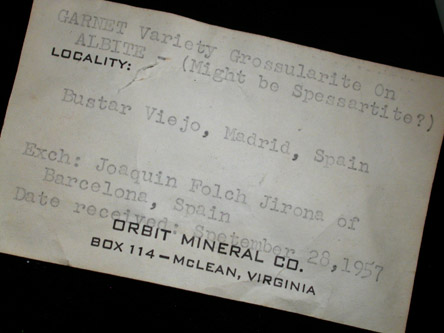 GARNET Variety Grossularite On
ALBITE - (Might be Spessartite?)
LOCALITY:
Bustar Viejo, Madrid, Spain
Exch: Joaquin Folch Jirona of
Barcelona, Spain
Date received: Spetember 28,1957
ORBIT MINERAL CO.
BOX 114—McLEAN, VIRGINIA